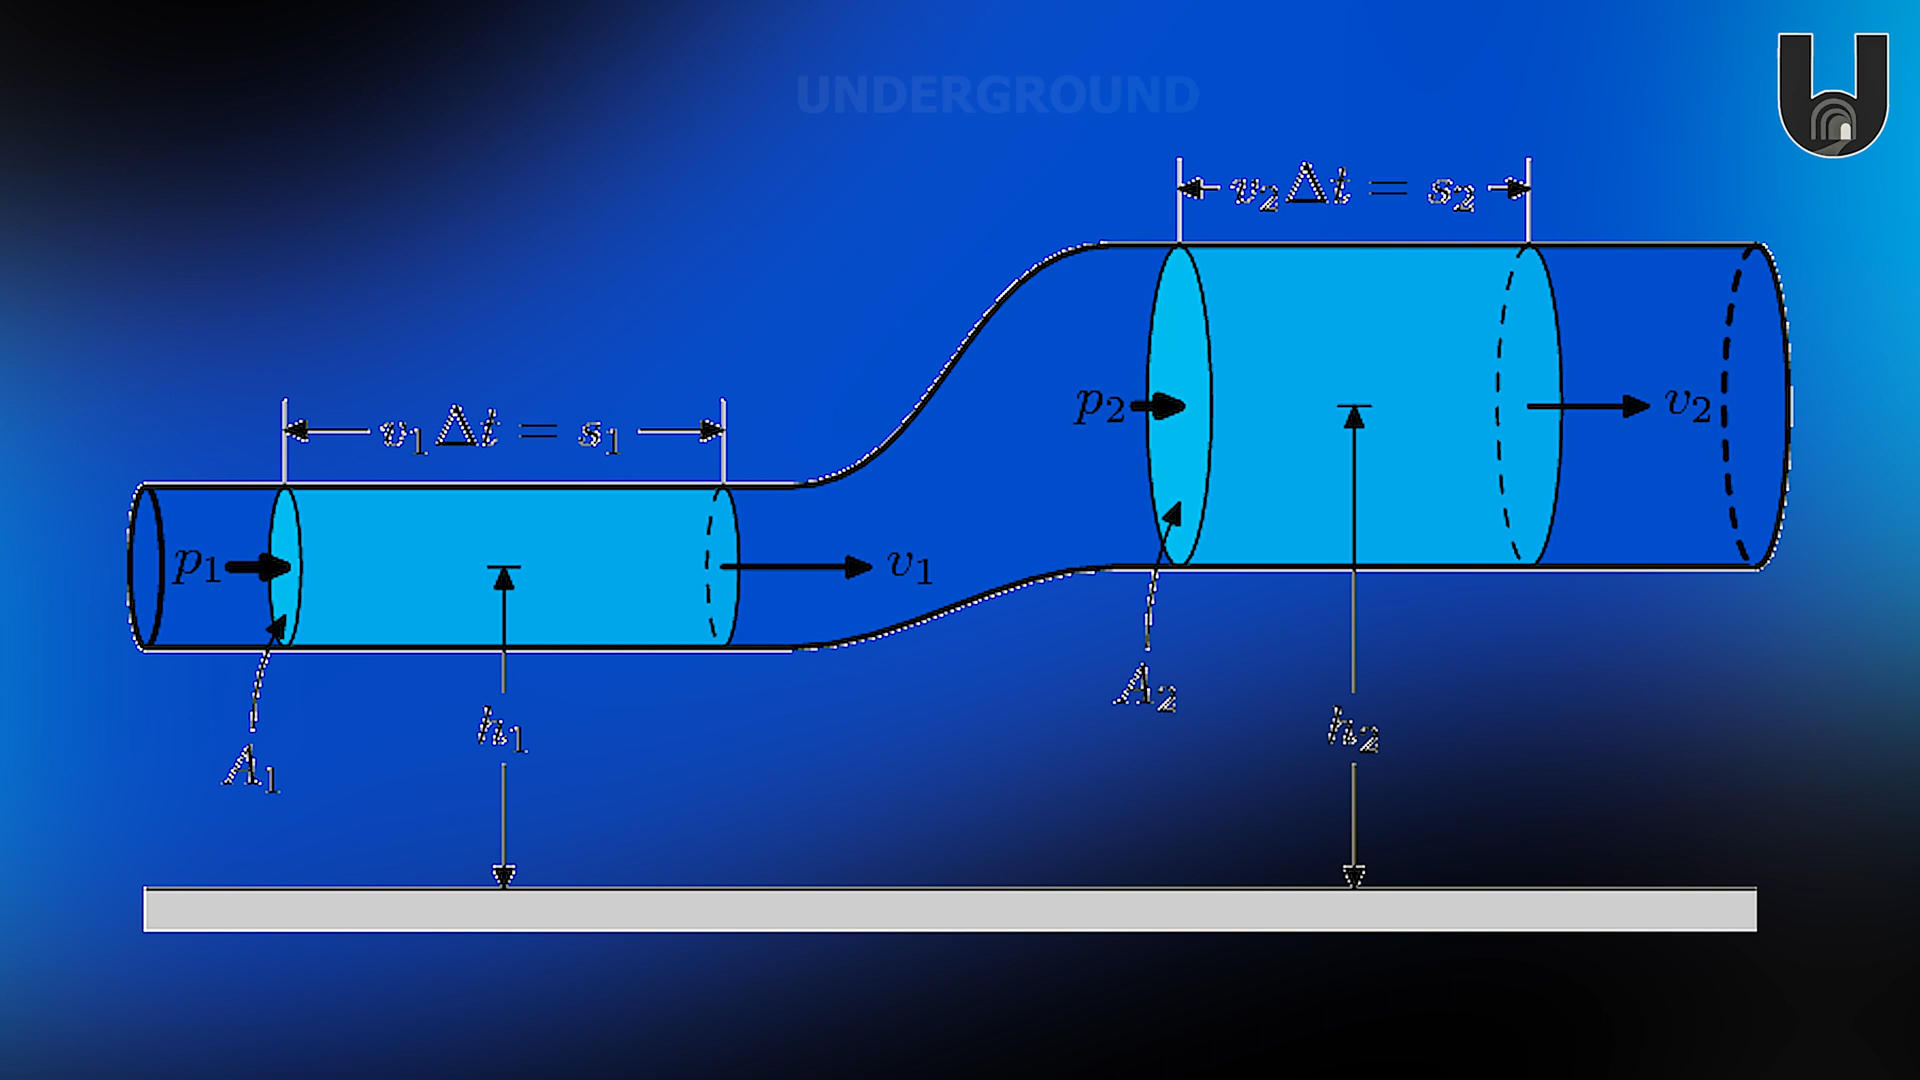 UNDERGROUND
v₂Δt = s₂
v₁Δt = s₁
p₂
v₂
p₁
v₁
A₂
h₁
h₂
A₁